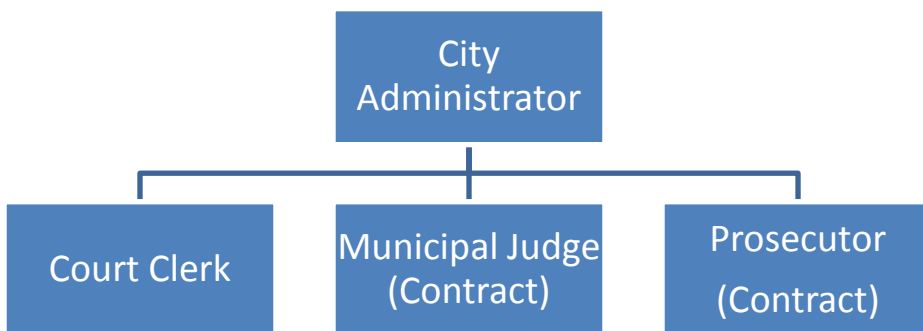 City
Administrator
Court Clerk
Municipal Judge
(Contract)
Prosecutor
(Contract)